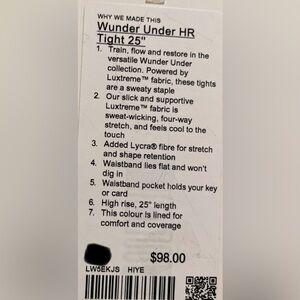 WHY WE MADE THIS
Wunder Under HR
Tight 25"
1. Train, flow and restore in the
versatile Wunder Under
collection. Powered by
Luxtreme™ fabric, these tights
are a sweaty staple
2. Our slick and supportive
Luxtreme™ fabric is
sweat-wicking, four-way
stretch, and feels cool to the
touch
3. Added Lycra® fibre for stretch
and shape retention
4. Waistband lies flat and won't
dig in
5. Waistband pocket holds your key
or card
6. High rise, 25" length
7. This colour is lined for
comfort and coverage
$98.00
LW5EKJS HIYE